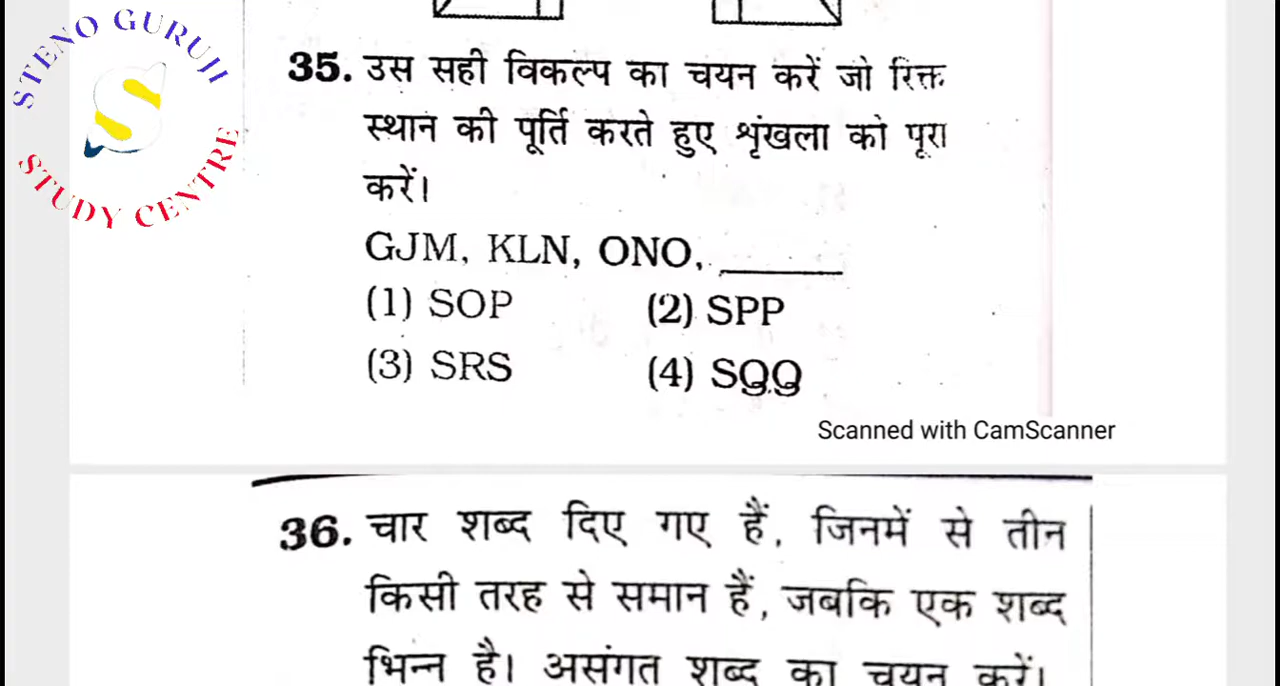 STENO GURUJI
STUDY CENTRE
S
35. उस सही विकल्प का चयन करें जो रिक्त
स्थान की पूर्ति करते हुए शृंखला को पूरा
करें।
GJM, KLN, ONO, ______
(1) SOP (2) SPP
(3) SRS (4) SQQ
Scanned with CamScanner
36. चार शब्द दिए गए हैं, जिनमें से तीन
किसी तरह से समान हैं, जबकि एक शब्द
भिन्न है। असंगत शब्द का चयन करें।